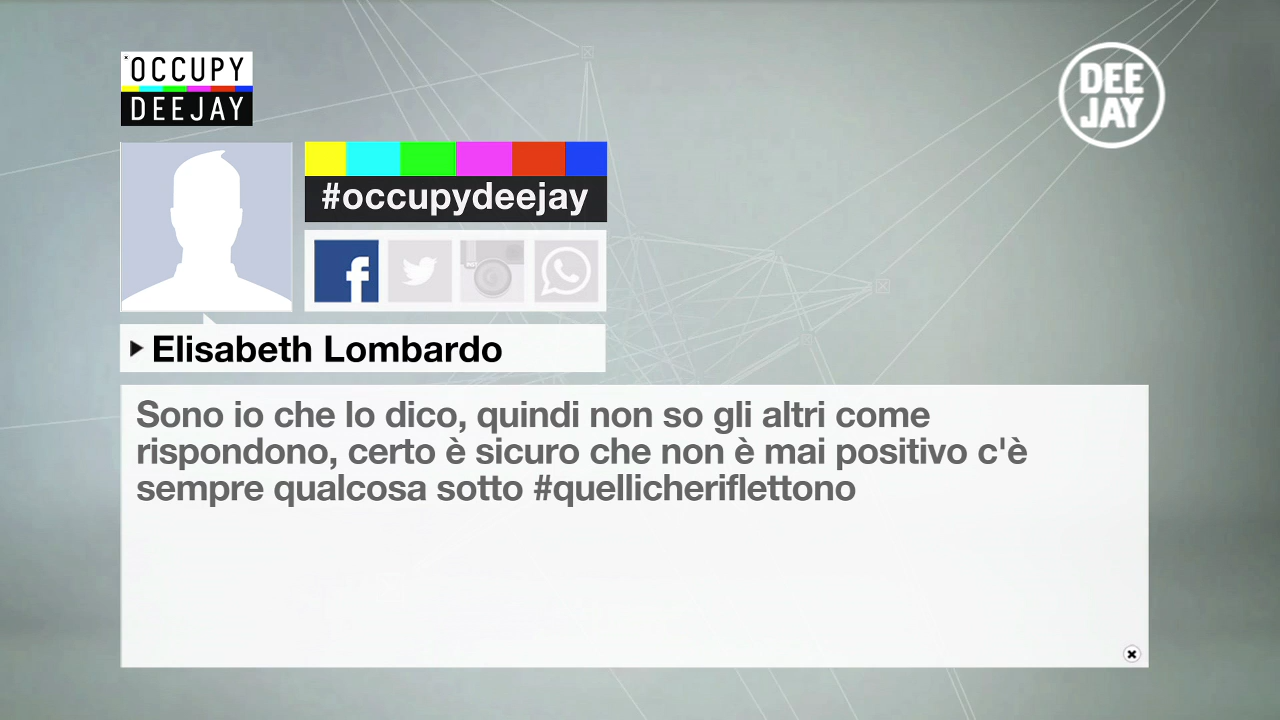 OCCUPY
DEEJAY
DEE
JAY
#occupydeejay
Elisabeth Lombardo
Sono io che lo dico, quindi non so gli altri come
rispondono, certo è sicuro che non è mai positivo c'è
sempre qualcosa sotto #quellicheriflettono